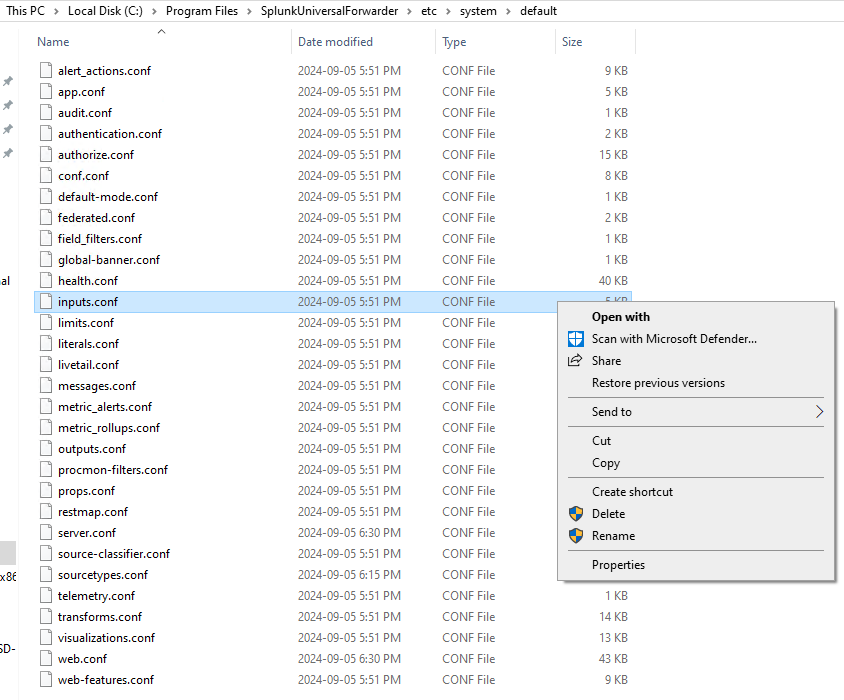 This PC > Local Disk (C:) > Program Files > SplunkUniversalForwarder > etc > system > default
Name Date modified Type Size
alert_actions.conf 2024-09-05 5:51 PM CONF File 9 KB
app.conf 2024-09-05 5:51 PM CONF File 5 KB
audit.conf 2024-09-05 5:51 PM CONF File 1 KB
authentication.conf 2024-09-05 5:51 PM CONF File 2 KB
authorize.conf 2024-09-05 5:51 PM CONF File 15 KB
conf.conf 2024-09-05 5:51 PM CONF File 8 KB
default-mode.conf 2024-09-05 5:51 PM CONF File 1 KB
federated.conf 2024-09-05 5:51 PM CONF File 2 KB
field_filters.conf 2024-09-05 5:51 PM CONF File 1 KB
global-banner.conf 2024-09-05 5:51 PM CONF File 1 KB
al health.conf 2024-09-05 5:51 PM CONF File 40 KB
inputs.conf 2024-09-05 5:51 PM CONF File 5 KB
limits.conf 2024-09-05 5:51 PM CONF File
literals.conf 2024-09-05 5:51 PM CONF File
livetail.conf 2024-09-05 5:51 PM CONF File
messages.conf 2024-09-05 5:51 PM CONF File
metric_alerts.conf 2024-09-05 5:51 PM CONF File
metric_rollups.conf 2024-09-05 5:51 PM CONF File
outputs.conf 2024-09-05 5:51 PM CONF File
procmon-filters.conf 2024-09-05 5:51 PM CONF File
props.conf 2024-09-05 5:51 PM CONF File
restmap.conf 2024-09-05 5:51 PM CONF File
server.conf 2024-09-05 6:30 PM CONF File
source-classifier.conf 2024-09-05 5:51 PM CONF File
x86 sourcetypes.conf 2024-09-05 6:15 PM CONF File
telemetry.conf 2024-09-05 5:51 PM CONF File 1 KB
transforms.conf 2024-09-05 5:51 PM CONF File 14 KB
visualizations.conf 2024-09-05 5:51 PM CONF File 13 KB
SD- web.conf 2024-09-05 6:30 PM CONF File 43 KB
web-features.conf 2024-09-05 5:51 PM CONF File 9 KB
Open with
Scan with Microsoft Defender...
Share
Restore previous versions
Send to
Cut
Copy
Create shortcut
Delete
Rename
Properties